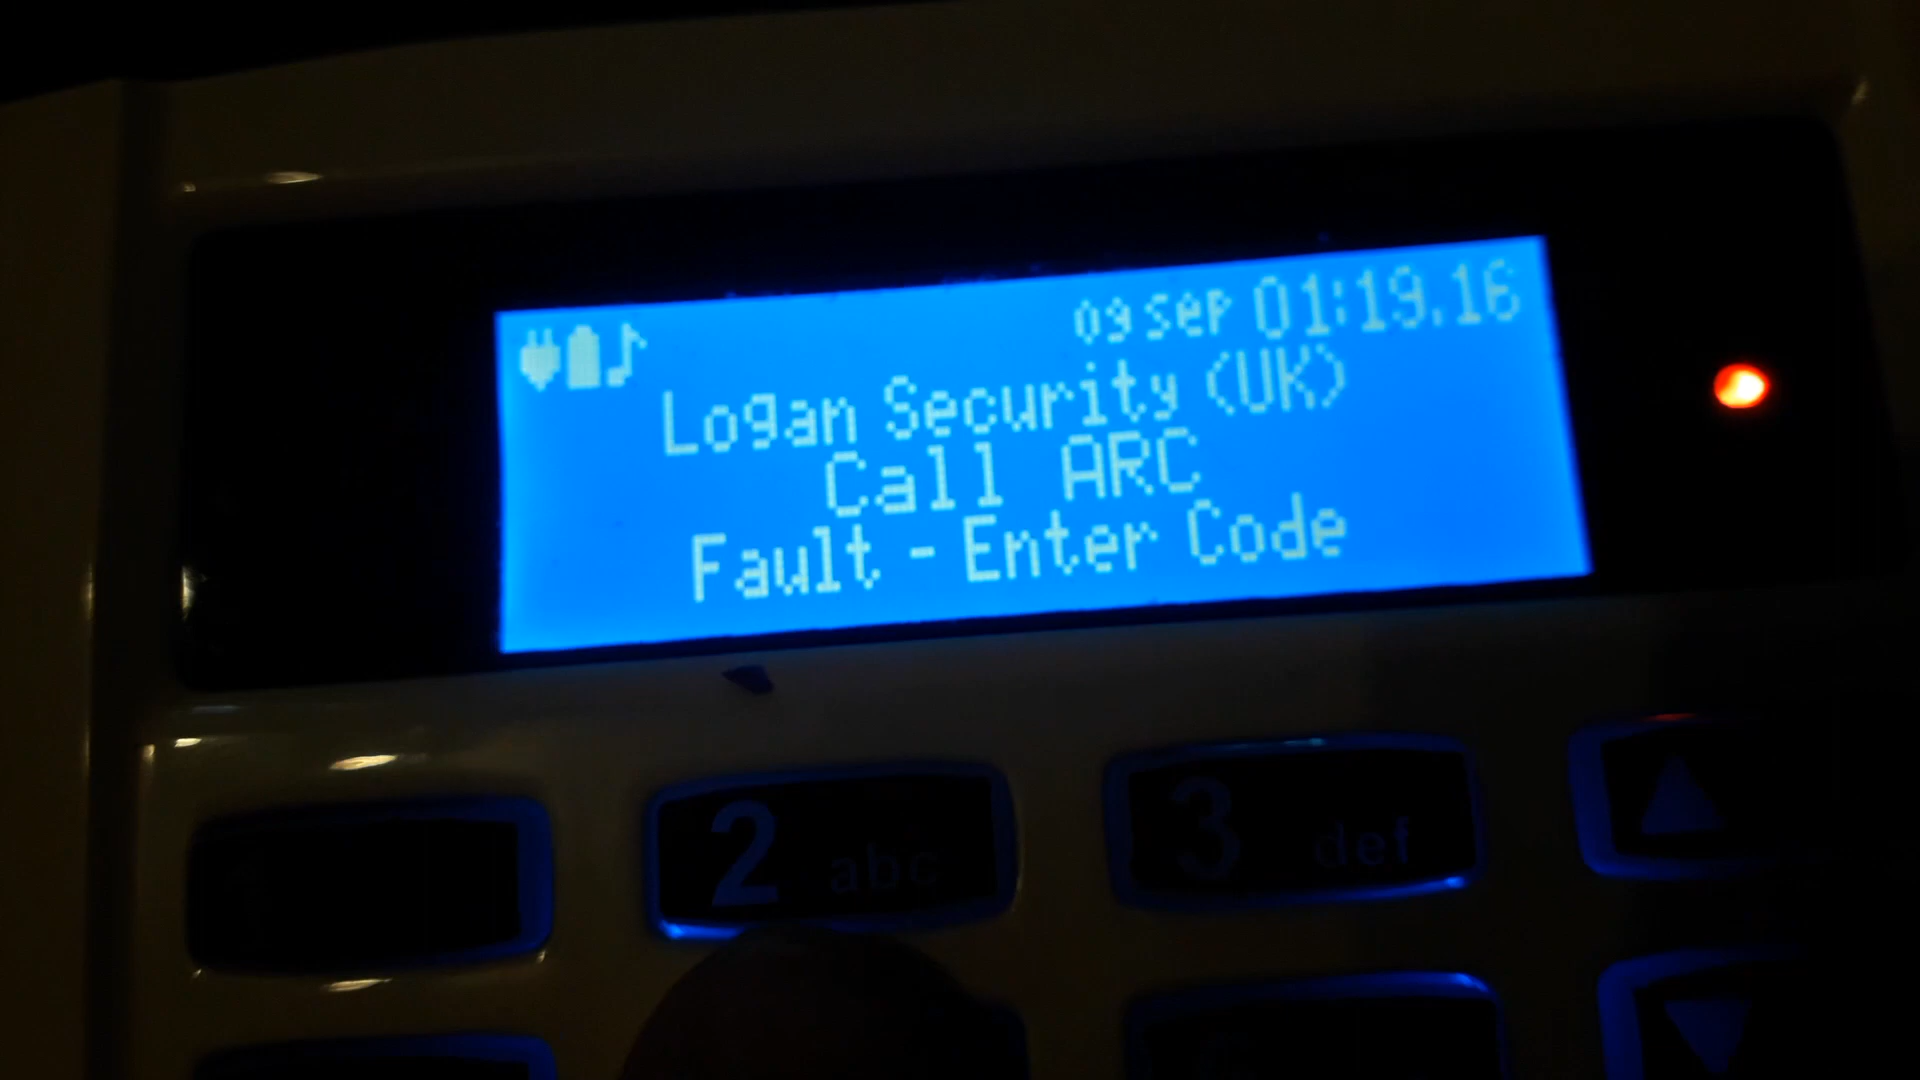 09 Sep 01:19.16
Logan Security (UK)
Call ARC
Fault - Enter Code
2 abc
3 def